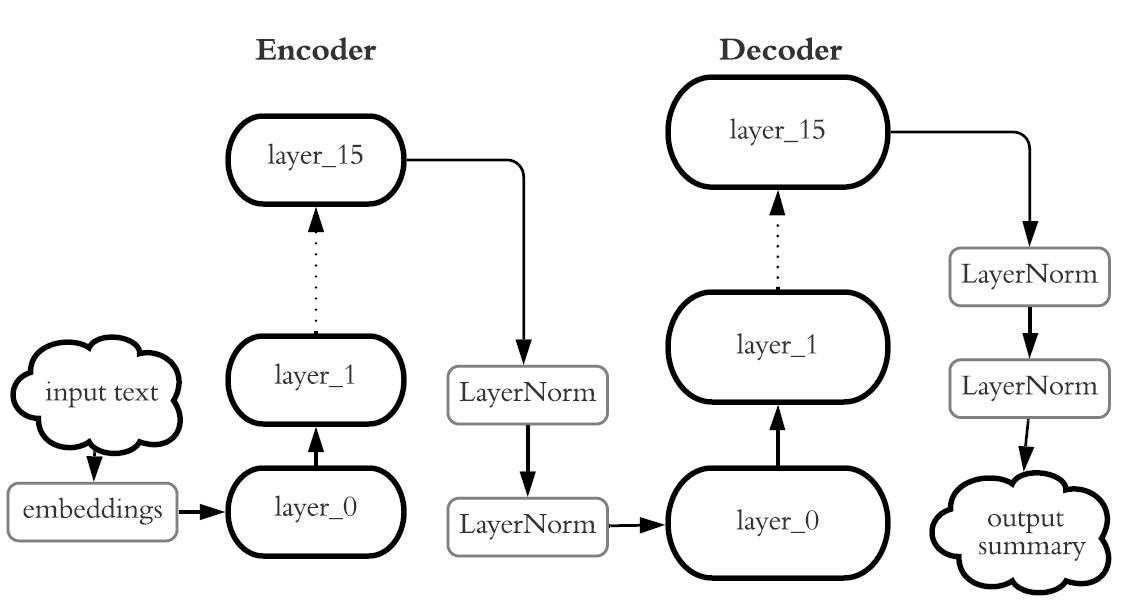 Encoder
Decoder
layer_15
layer_1
layer_0
input text
embeddings
LayerNorm
LayerNorm
layer_15
layer_1
layer_0
LayerNorm
LayerNorm
output
summary